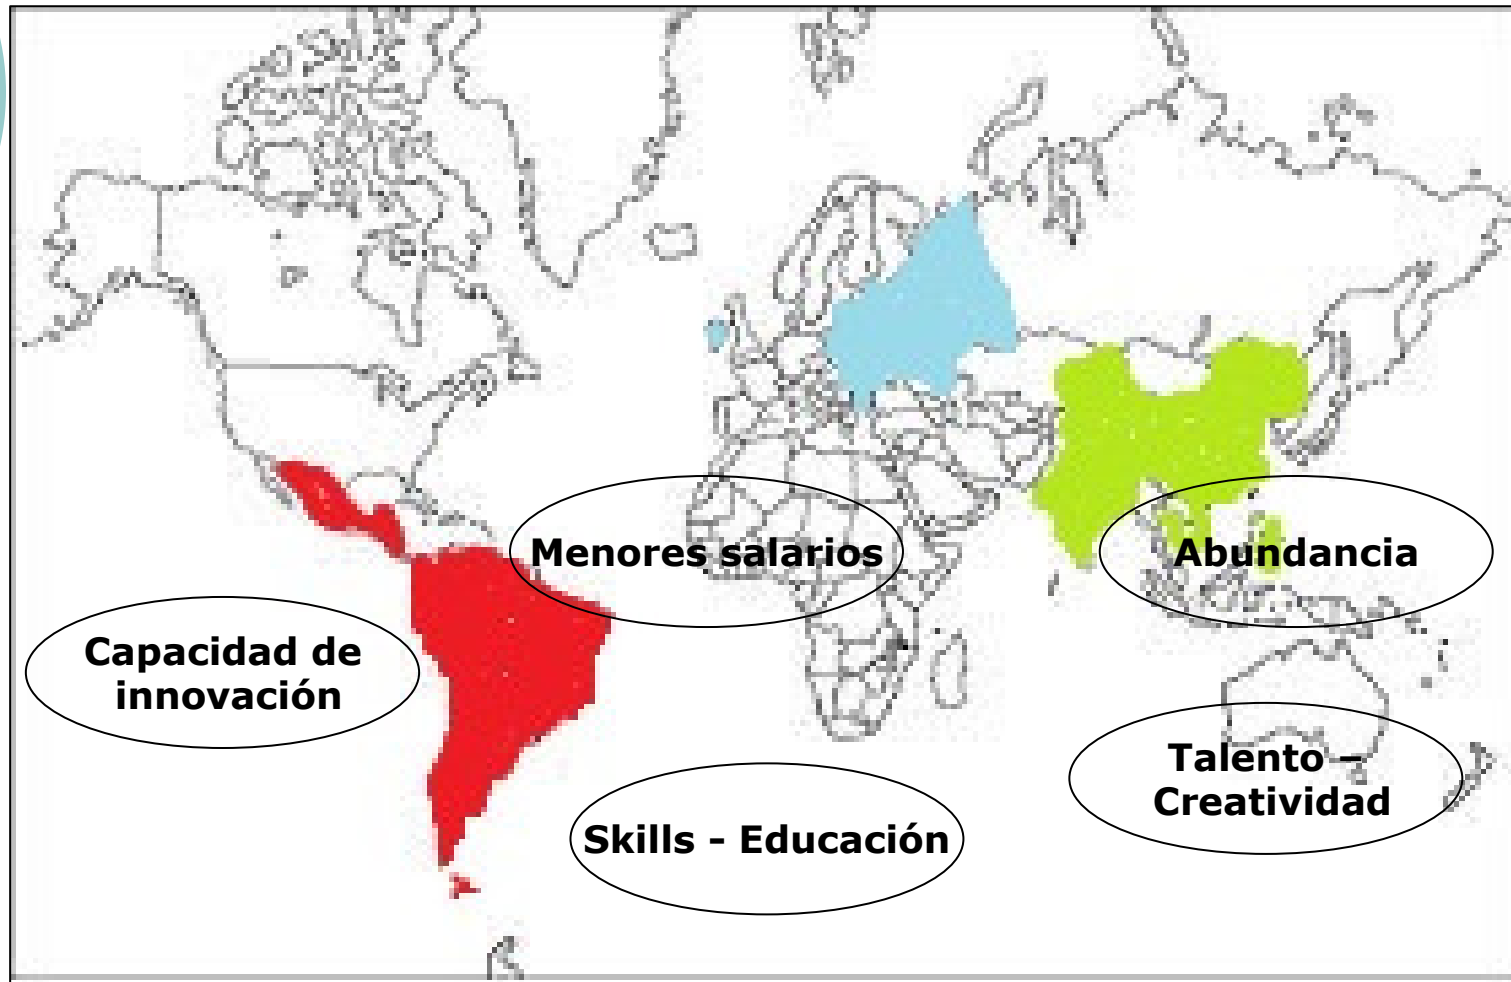 Menores salarios
Abundancia
Capacidad de
innovación
Talento –
Creatividad
Skills - Educación